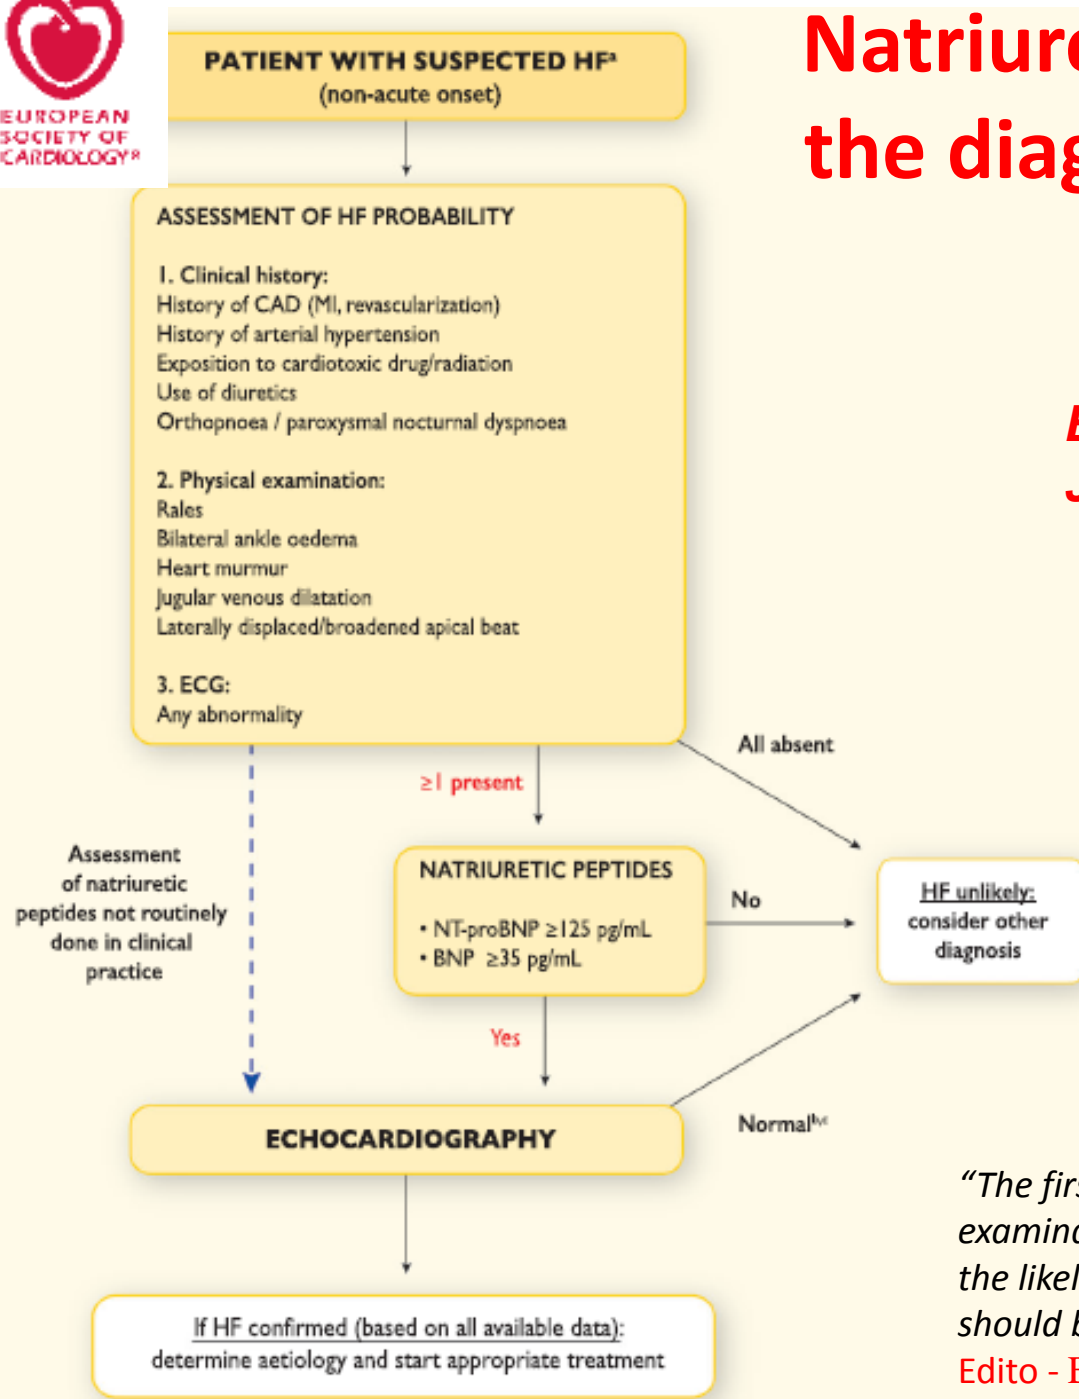 EUROPEAN
SOCIETY OF
CARDIOLOGY®
the diag
PATIENT WITH SUSPECTED HFᵃ
(non-acute onset)
ASSESSMENT OF HF PROBABILITY
1. Clinical history:
History of CAD (MI, revascularization)
History of arterial hypertension
Exposition to cardiotoxic drug/radiation
Use of diuretics
Orthopnoea / paroxysmal nocturnal dyspnoea
2. Physical examination:
Rales
Bilateral ankle oedema
Heart murmur
Jugular venous dilatation
Laterally displaced/broadened apical beat
3. ECG:
Any abnormality
≥1 present
All absent
Assessment
of natriuretic
peptides not routinely
done in clinical
practice
NATRIURETIC PEPTIDES
• NT-proBNP ≥125 pg/mL
• BNP ≥35 pg/mL
No
HF unlikely:
consider other
diagnosis
Yes
ECHOCARDIOGRAPHY
Normalᵇ,ᶜ
If HF confirmed (based on all available data):
determine aetiology and start appropriate treatment
“The firs
examina
the likel
should b
Edito - E